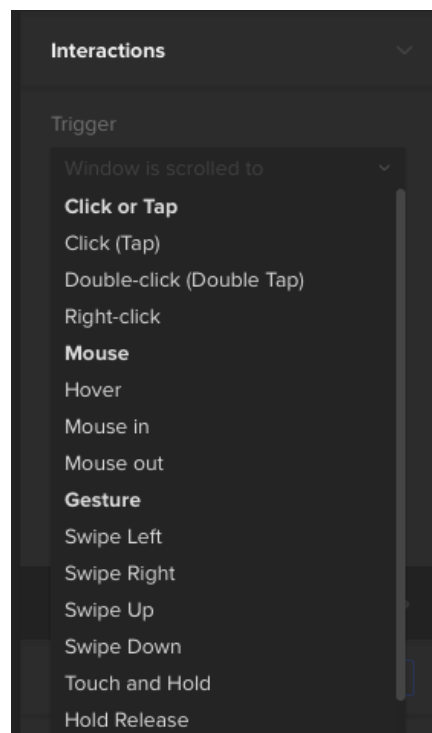 Interactions
Trigger
Window is scrolled to
Click or Tap
Click (Tap)
Double-click (Double Tap)
Right-click
Mouse
Hover
Mouse in
Mouse out
Gesture
Swipe Left
Swipe Right
Swipe Up
Swipe Down
Touch and Hold
Hold Release